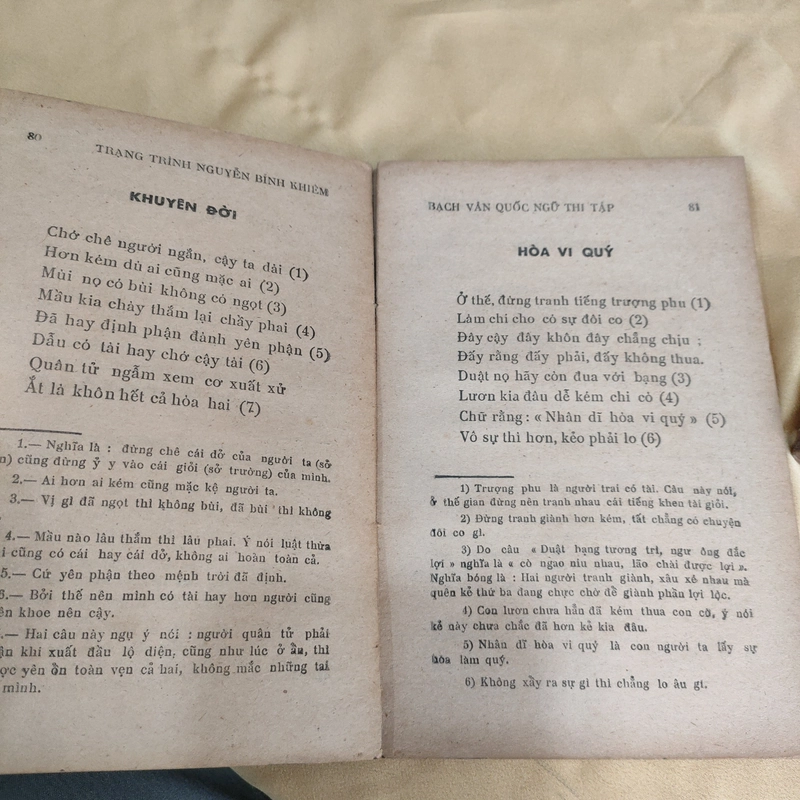 80
TRẠNG TRÌNH NGUYỄN BỈNH KHIÊM
KHUYÊN ĐỜI
Chớ chê người ngắn, cậy ta dài (1)
Hơn kém dù ai cũng mặc ai (2)
Mùi nọ có bùi không có ngọt (3)
Mầu kia chảy thắm lại chầy phai (4)
Đã hay định phận đành yên phận (5)
Dẫu có tài hay chớ cậy tài (6)
Quân tử ngẫm xem cơ xuất xử
Ắt là khôn hết cả hòa hai (7)
1.— Nghĩa là : đừng chê cái dở của người ta (sở
) cũng đừng ỷ y vào cái giỏi (sở trường) của mình.
2.— Ai hơn ai kém cũng mặc kệ người ta.
3.— Vị gì đã ngọt thì không bùi, đã bùi thì không
4.— Mầu nào lâu thắm thì lâu phai. Ý nói luật thừa
cũng có cái hay cái dở, không ai hoàn toàn cả.
5.— Cứ yên phận theo mệnh trời đã định.
6.— Bởi thế nên mình có tài hay hơn người cũng
khoe nên cậy.
.— Hai câu này ngụ ý nói : người quân tử phải
khi xuất đầu lộ diện, cũng như lúc ở ẩn, thì
yên ổn toàn vẹn cả hai, không mắc những tai
mình.
BẠCH VÂN QUỐC NGỮ THI TẬP 81
HÒA VI QUÝ
Ở thế, đừng tranh tiếng trượng phu (1)
Làm chi cho có sự đôi co (2)
Đây cậy đây khôn đây chẳng chịu ;
Đấy rằng đấy phải, đấy không thua.
Duật nọ hãy còn đua với bạng (3)
Lươn kia đâu dễ kém chi cò (4)
Chữ rằng : « Nhân dĩ hòa vi quý » (5)
Vô sự thì hơn, kẻo phải lo (6)
1) Trượng phu là người trai có tài. Câu này nói,
ở thế gian đừng nên tranh nhau cái tiếng khen tài giỏi.
2) Đừng tranh giành hơn kém, tất chẳng có chuyện
đôi co gì.
3) Do câu « Duật bạng tương trì, ngư ông đắc
lợi » nghĩa là « cò ngao níu nhau, lão chài được lợi ».
Nghĩa bóng là : Hai người tranh giành, xâu xé nhau mà
quên kẻ thứ ba đang chực chờ để giành phần lợi lộc.
4) Con lươn chưa hẳn đã kém thua con cò, ý nói
kẻ này chưa chắc đã hơn kẻ kia đâu.
5) Nhân dĩ hòa vi quý là con người ta lấy sự
hòa làm quý.
6) Không xẩy ra sự gì thì chẳng lo âu gì.